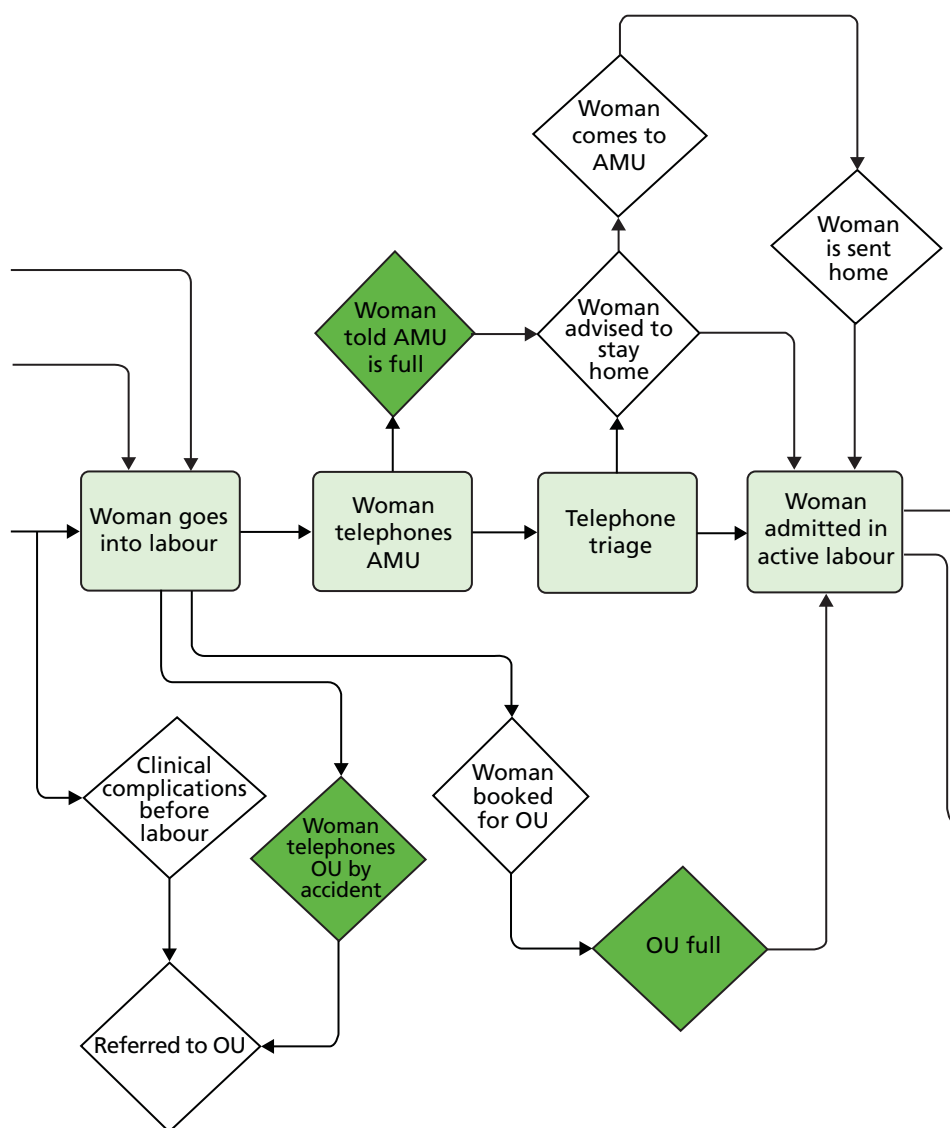 Woman
comes to
AMU
Woman
is sent
home
Woman
told AMU
is full
Woman
advised to
stay
home
Woman goes
into labour
Woman
telephones
AMU
Telephone
triage
Woman
admitted in
active labour
Clinical
complications
before
labour
Woman
telephones
OU by
accident
Woman
booked
for OU
OU full
Referred to OU